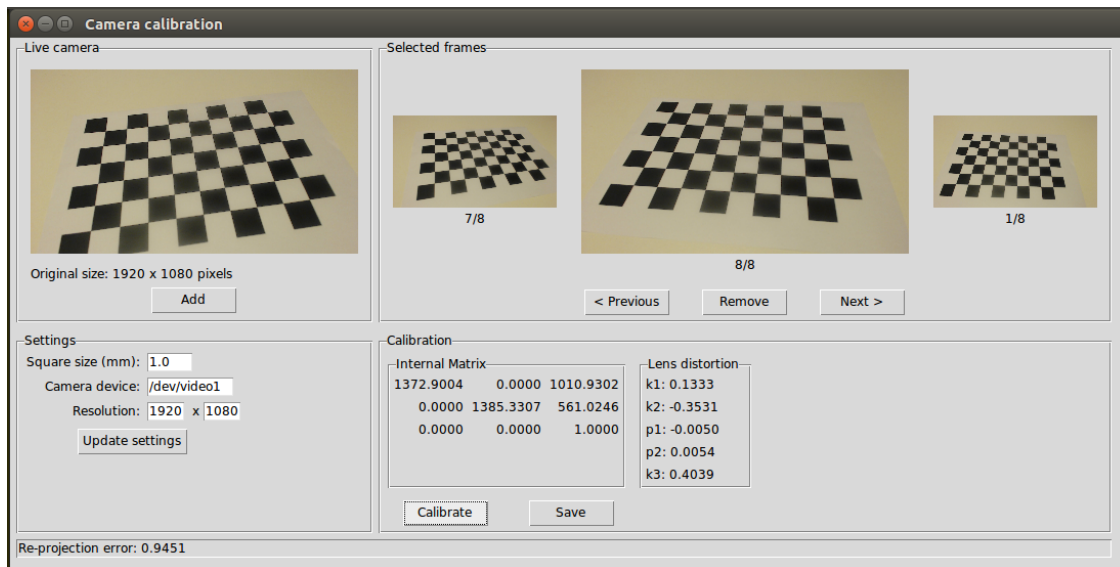 Camera calibration
Live camera
Original size: 1920 x 1080 pixels
Add
Selected frames
7/8
8/8
1/8
< Previous
Remove
Next >
Settings
Square size (mm): 1.0
Camera device: /dev/video1
Resolution: 1920 x 1080
Update settings
Calibration
Internal Matrix
1372.9004 0.0000 1010.9302
0.0000 1385.3307 561.0246
0.0000 0.0000 1.0000
Lens distortion
k1: 0.1333
k2: -0.3531
p1: -0.0050
p2: 0.0054
k3: 0.4039
Calibrate
Save
Re-projection error: 0.9451